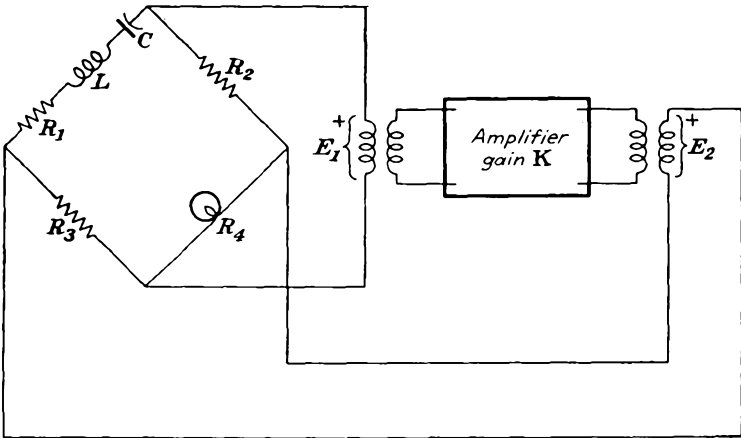 C
L
R₂
R₁
+
+
E₁
Amplifier
gain K
E₂
R₃
R₄